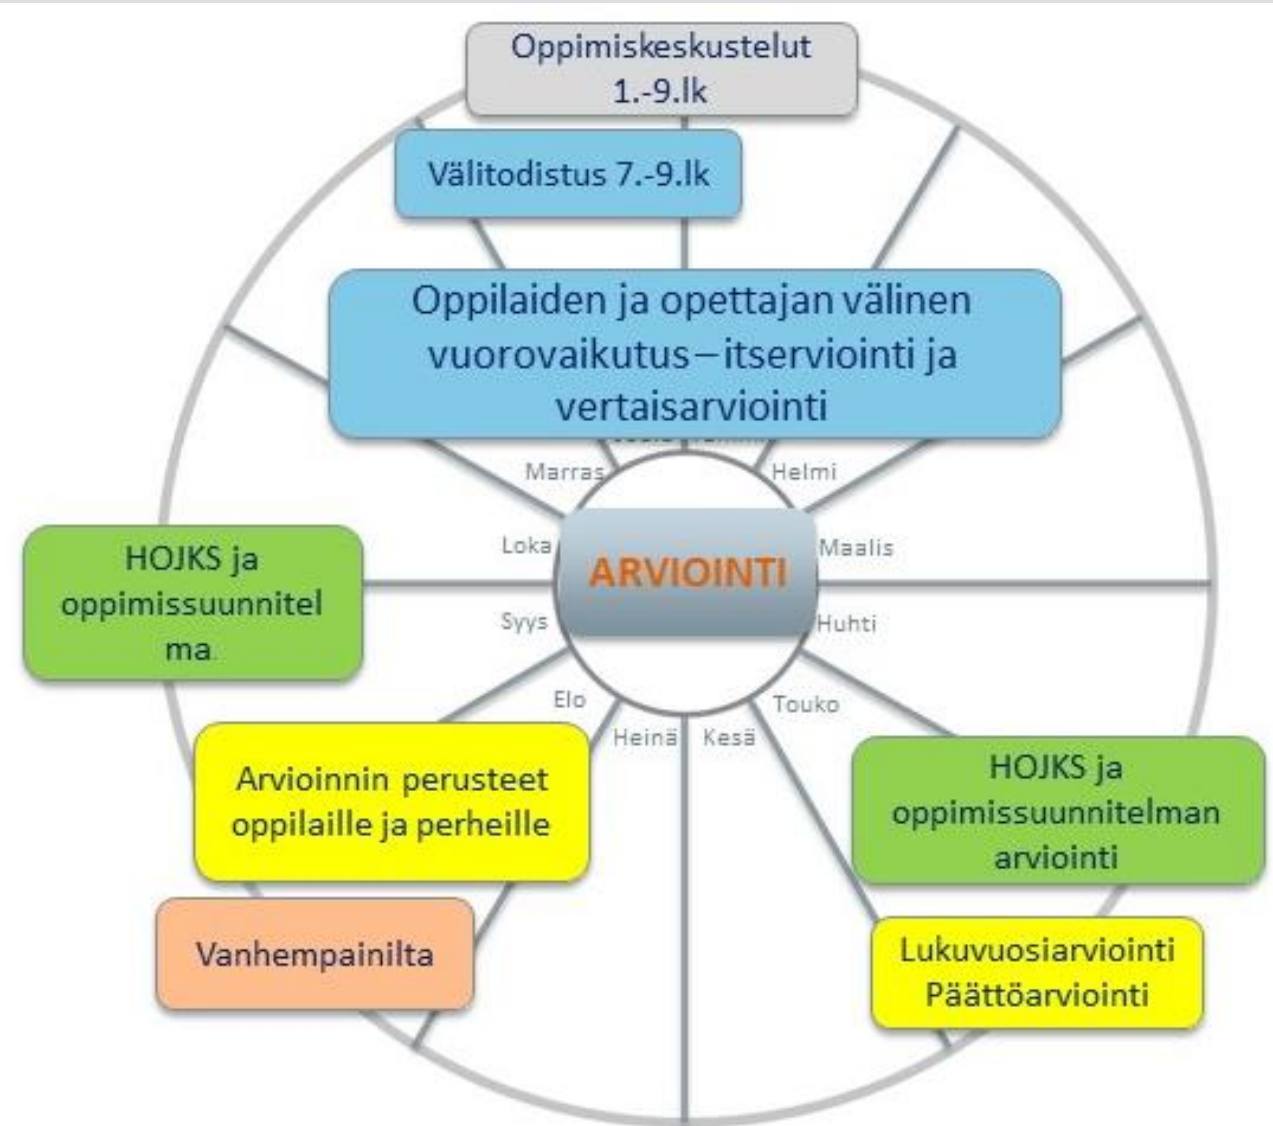 Oppimiskeskustelut
1.-9.lk
Välitodistus 7.-9.lk
Oppilaiden ja opettajan välinen
vuorovaikutus – itserviointi ja
vertaisarviointi
Marras
Helmi
Loka
Maalis
ARVIOINTI
HOJKS ja
oppimissuunnitel
ma.
Syys
Huhti
Elo
Touko
Heinä
Kesä
Arvioinnin perusteet
oppilaille ja perheille
HOJKS ja
oppimissuunnitelman
arviointi
Vanhempainilta
Lukuvuosiarviointi
Päättöarviointi